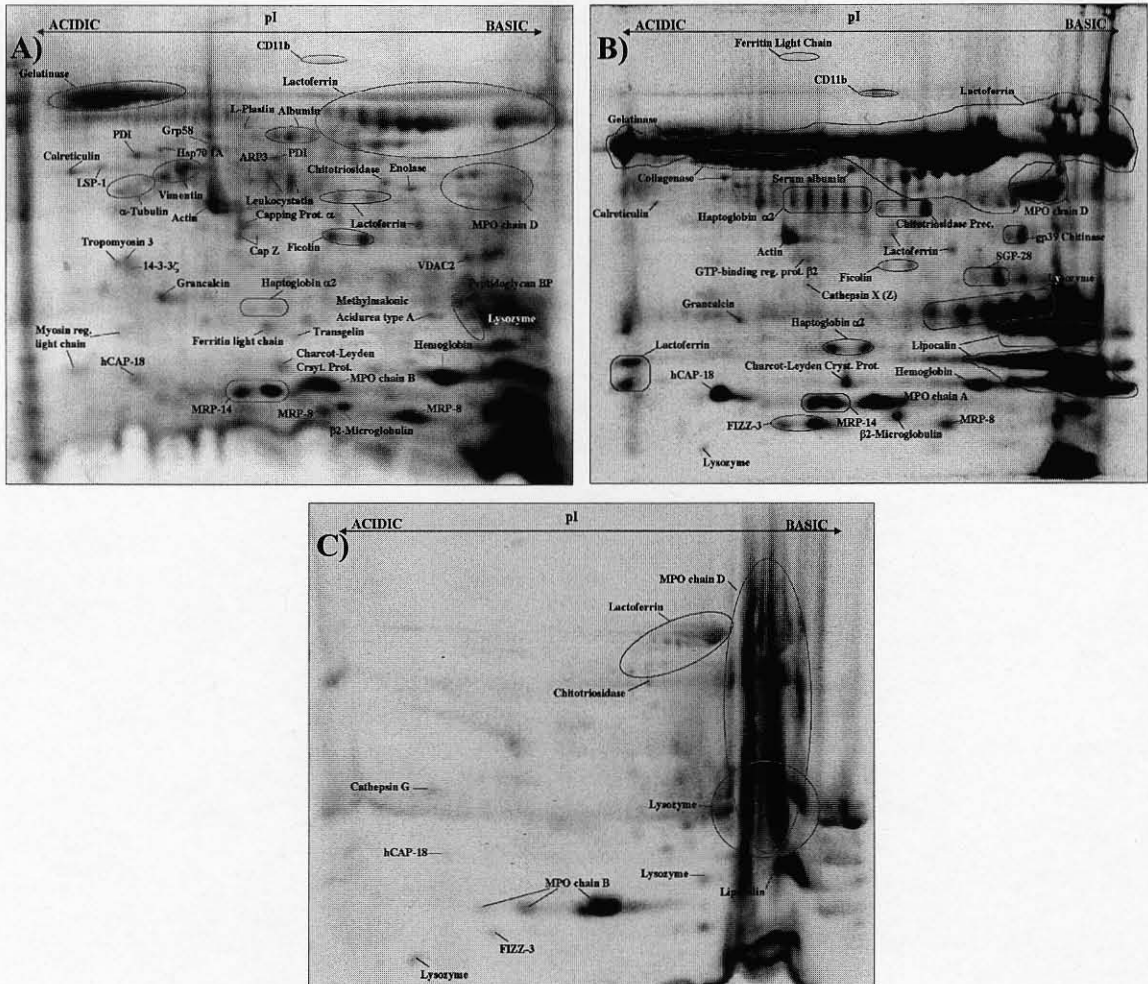 pI
ACIDIC
BASIC
A)
CD11b
Gelatinase
Lactoferrin
L-Plastin
Albumin
Grp58
PDI
Hsp70 1A
ARP3
PDI
Calreticulin
Chitotriosidase
Enolase
LSP-1
Vimentin
Leukocystatin
α-Tubulin
Actin
Capping Prot. α
Lactoferrin
MPO chain D
Tropomyosin 3
Cap Z
Ficolin
VDAC2
14-3-3ζ
Grancalcin
Haptoglobin α2
Peptidoglycan BP
Methylmalonic
Acidurea type A
Lysozyme
Myosin reg.
light chain
Ferritin light chain
Transgelin
Hemoglobin
hCAP-18
Charcot-Leyden
Crsyt. Prot.
MPO chain B
MRP-14
MRP-8
MRP-8
β2-Microglobulin
pI
ACIDIC
BASIC
B)
Ferritin Light Chain
CD11b
Lactoferrin
Gelatinase
Collagenase
Serum albumin
Calreticulin
Haptoglobin α2
MPO chain D
Chitotriosidase Prec.
Actin
Lactoferrin
gp39 Chitinase
SGP-28
GTP-binding reg. prot. β2
Ficolin
Lysozyme
Cathepsin X (Z)
Grancalcin
Haptoglobin α2
Lactoferrin
Lipocalin
Charcot-Leyden Cryst. Prot.
hCAP-18
Hemoglobin
MPO chain A
FIZZ-3
MRP-14
MRP-8
β2-Microglobulin
Lysozyme
pI
ACIDIC
BASIC
C)
MPO chain D
Lactoferrin
Chitotriosidase
Cathepsin G
Lysozyme
hCAP-18
Lysozyme
MPO chain B
Lipocalin
FIZZ-3
Lysozyme